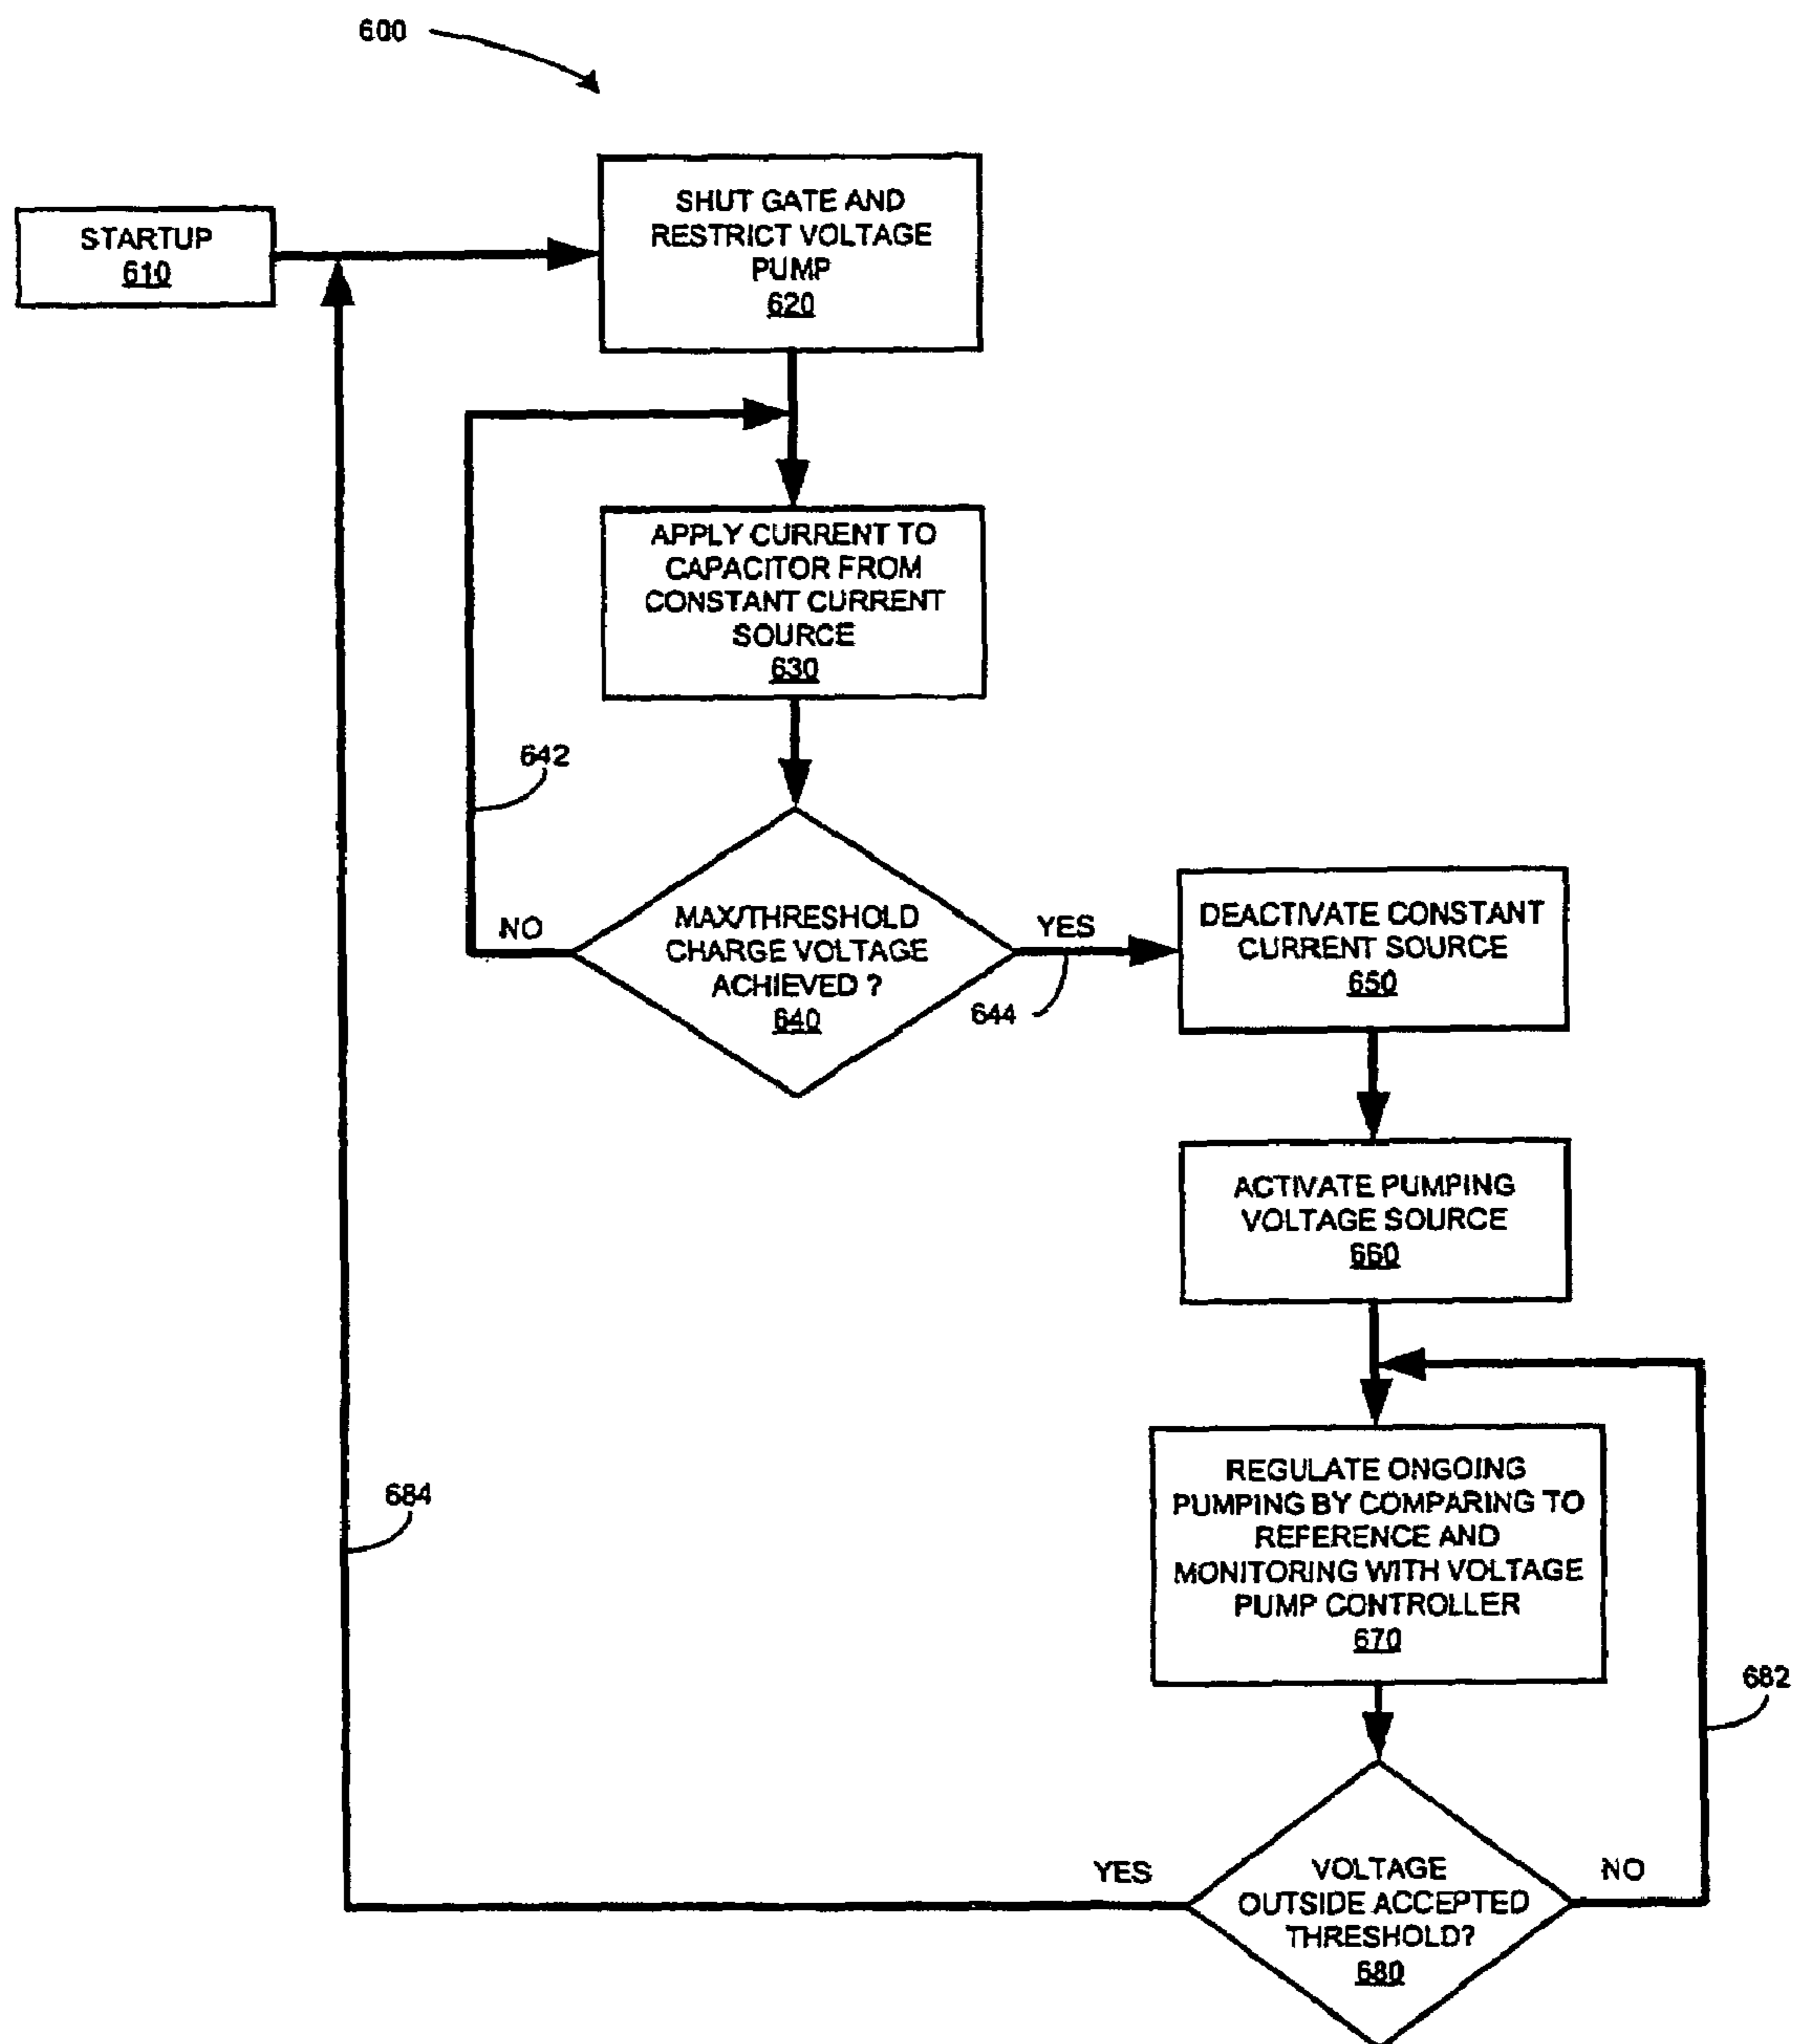 600
STARTUP
610
SHUT GATE AND
RESTRICT VOLTAGE
PUMP
620
APPLY CURRENT TO
CAPACITOR FROM
CONSTANT CURRENT
SOURCE
630
642
NO
MAX/THRESHOLD
CHARGE VOLTAGE
ACHIEVED ?
640
YES
644
DEACTIVATE CONSTANT
CURRENT SOURCE
650
ACTIVATE PUMPING
VOLTAGE SOURCE
660
REGULATE ONGOING
PUMPING BY COMPARING TO
REFERENCE AND
MONITORING WITH VOLTAGE
PUMP CONTROLLER
670
684
682
YES
VOLTAGE
OUTSIDE ACCEPTED
THRESHOLD?
680
NO